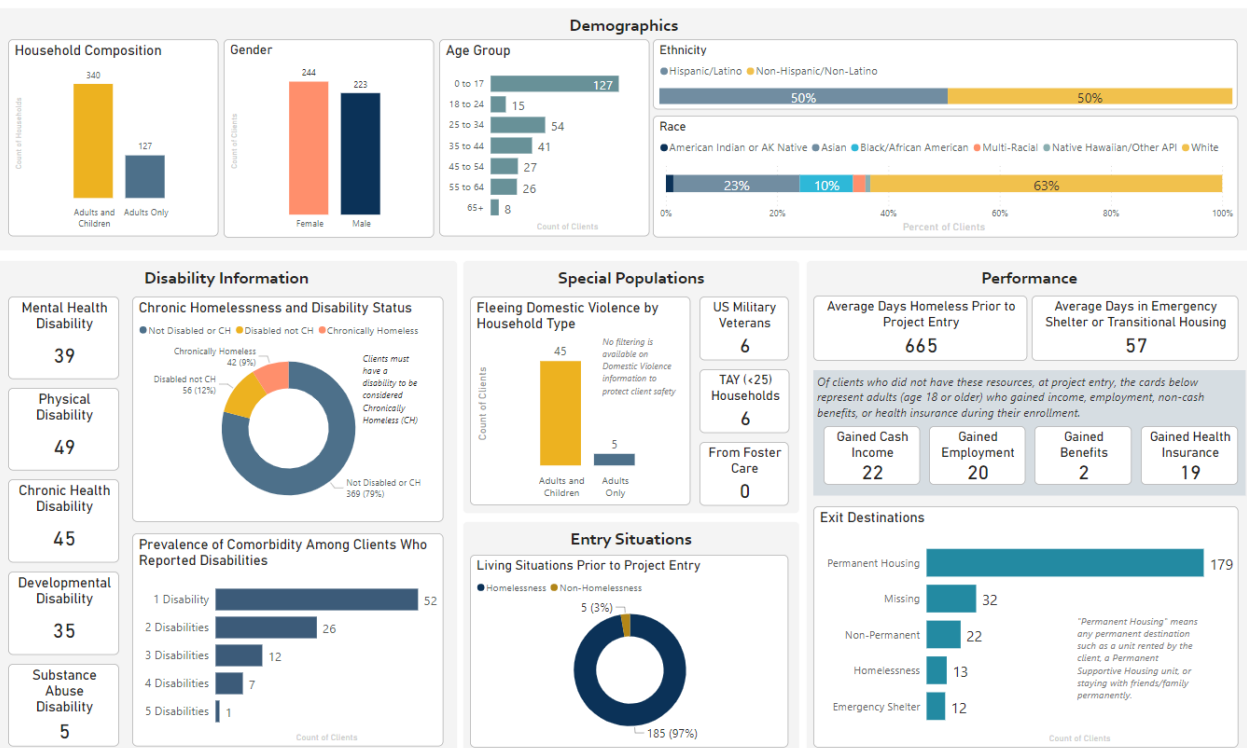 Demographics
Household Composition
340
127
Adults and
Children
Adults Only
Count of Households
Gender
244
223
Female
Male
Count of Clients
Age Group
0 to 17
127
18 to 24
15
25 to 34
54
35 to 44
41
45 to 54
27
55 to 64
26
65+
8
Count of Clients
Ethnicity
Hispanic/Latino Non-Hispanic/Non-Latino
50% 50%
Race
American Indian or AK Native Asian Black/African American Multi-Racial Native Hawaiian/Other API White
23% 10% 63%
0% 20% 40% 60% 80% 100%
Percent of Clients
Disability Information
Mental Health
Disability
39
Physical
Disability
49
Chronic Health
Disability
45
Developmental
Disability
35
Substance
Abuse
Disability
5
Chronic Homelessness and Disability Status
Not Disabled or CH Disabled not CH Chronically Homeless
Chronically Homeless
42 (9%)
Disabled not CH
56 (12%)
Not Disabled or CH
369 (79%)
Clients must
have a
disability to be
considered
Chronically
Homeless (CH)
Prevalence of Comorbidity Among Clients Who
Reported Disabilities
1 Disability
52
2 Disabilities
26
3 Disabilities
12
4 Disabilities
7
5 Disabilities
1
Count of Clients
Special Populations
Fleeing Domestic Violence by
Household Type
45
5
Adults and
Children
Adults
Only
Count of Clients
No filtering is
available on
Domestic Violence
information to
protect client safety
US Military
Veterans
6
TAY (<25)
Households
6
From Foster
Care
0
Entry Situations
Living Situations Prior to Project Entry
Homelessness Non-Homelessness
5 (3%)
185 (97%)
Performance
Average Days Homeless Prior to
Project Entry
665
Average Days in Emergency
Shelter or Transitional Housing
57
Of clients who did not have these resources, at project entry, the cards below
represent adults (age 18 or older) who gained income, employment, non-cash
benefits, or health insurance during their enrollment.
Gained Cash
Income
22
Gained
Employment
20
Gained
Benefits
2
Gained Health
Insurance
19
Exit Destinations
Permanent Housing
179
Missing
32
Non-Permanent
22
Homelessness
13
Emergency Shelter
12
"Permanent Housing" means
any permanent destination
such as a unit rented by the
client, a Permanent
Supportive Housing unit, or
staying with friends/family
permanently.
Count of Clients